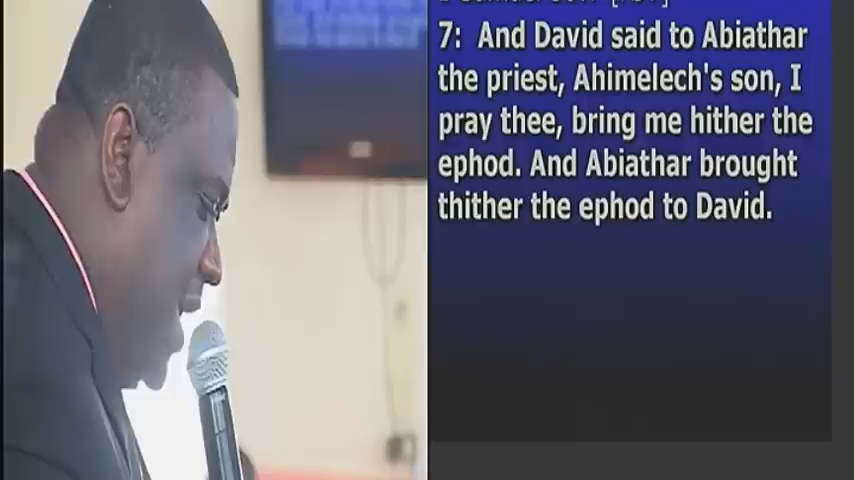 7: And David said to Abiathar
the priest, Ahimelech's son, I
pray thee, bring me hither the
ephod. And Abiathar brought
thither the ephod to David.